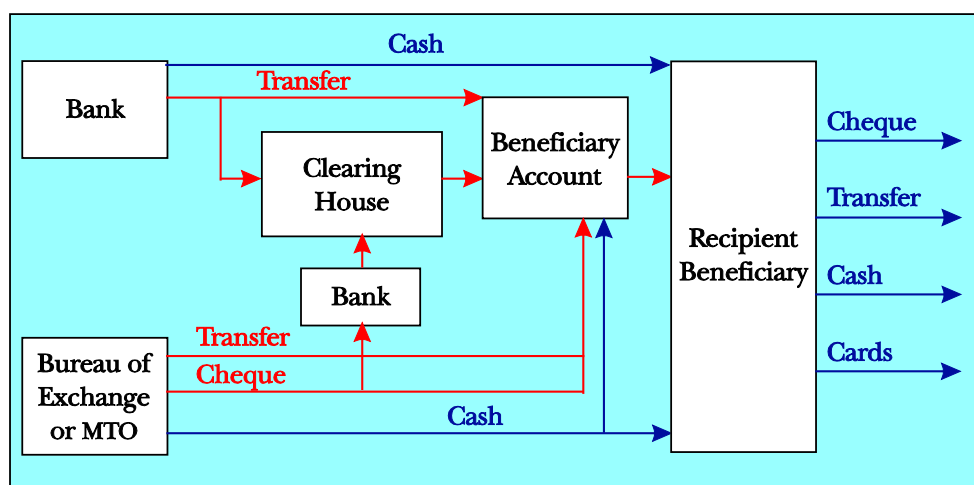 Cash
Transfer
Bank
Beneficiary
Account
Clearing
House
Cheque
Transfer
Recipient
Beneficiary
Cash
Bank
Transfer
Cheque
Cash
Bureau of
Exchange
or MTO
Cards